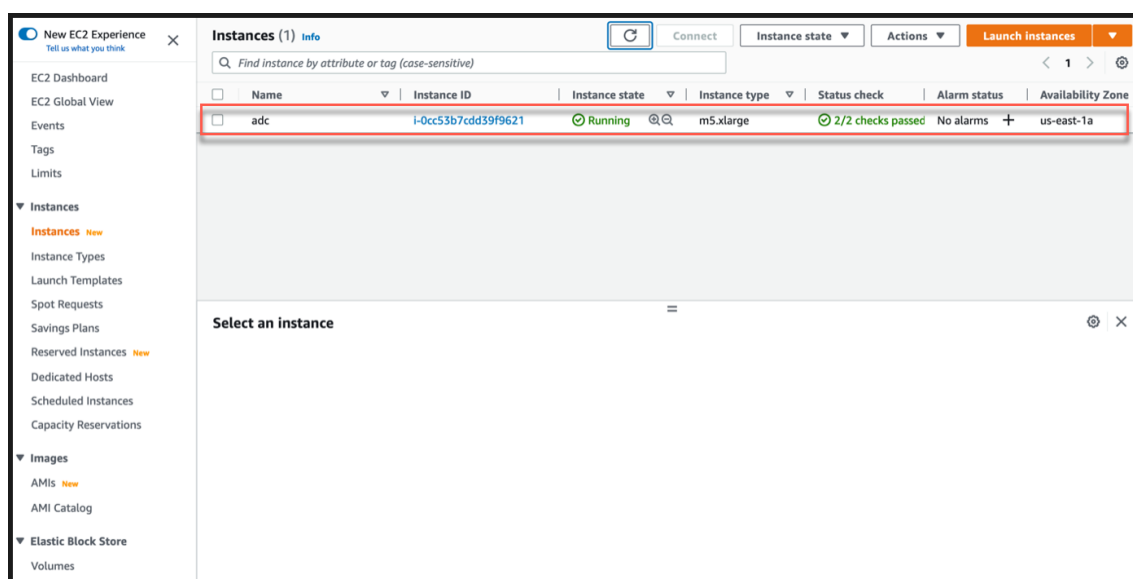 New EC2 Experience
Tell us what you think
EC2 Dashboard
EC2 Global View
Events
Tags
Limits
Instances
Instances New
Instance Types
Launch Templates
Spot Requests
Savings Plans
Reserved Instances New
Dedicated Hosts
Scheduled Instances
Capacity Reservations
Images
AMIs New
AMI Catalog
Elastic Block Store
Volumes
Instances (1) Info
Connect
Instance state
Actions
Launch instances
Find instance by attribute or tag (case-sensitive)
1
Name Instance ID Instance state Instance type Status check Alarm status Availability Zone
adc i-0cc53b7cdd39f9621 Running m5.xlarge 2/2 checks passed No alarms + us-east-1a
Select an instance